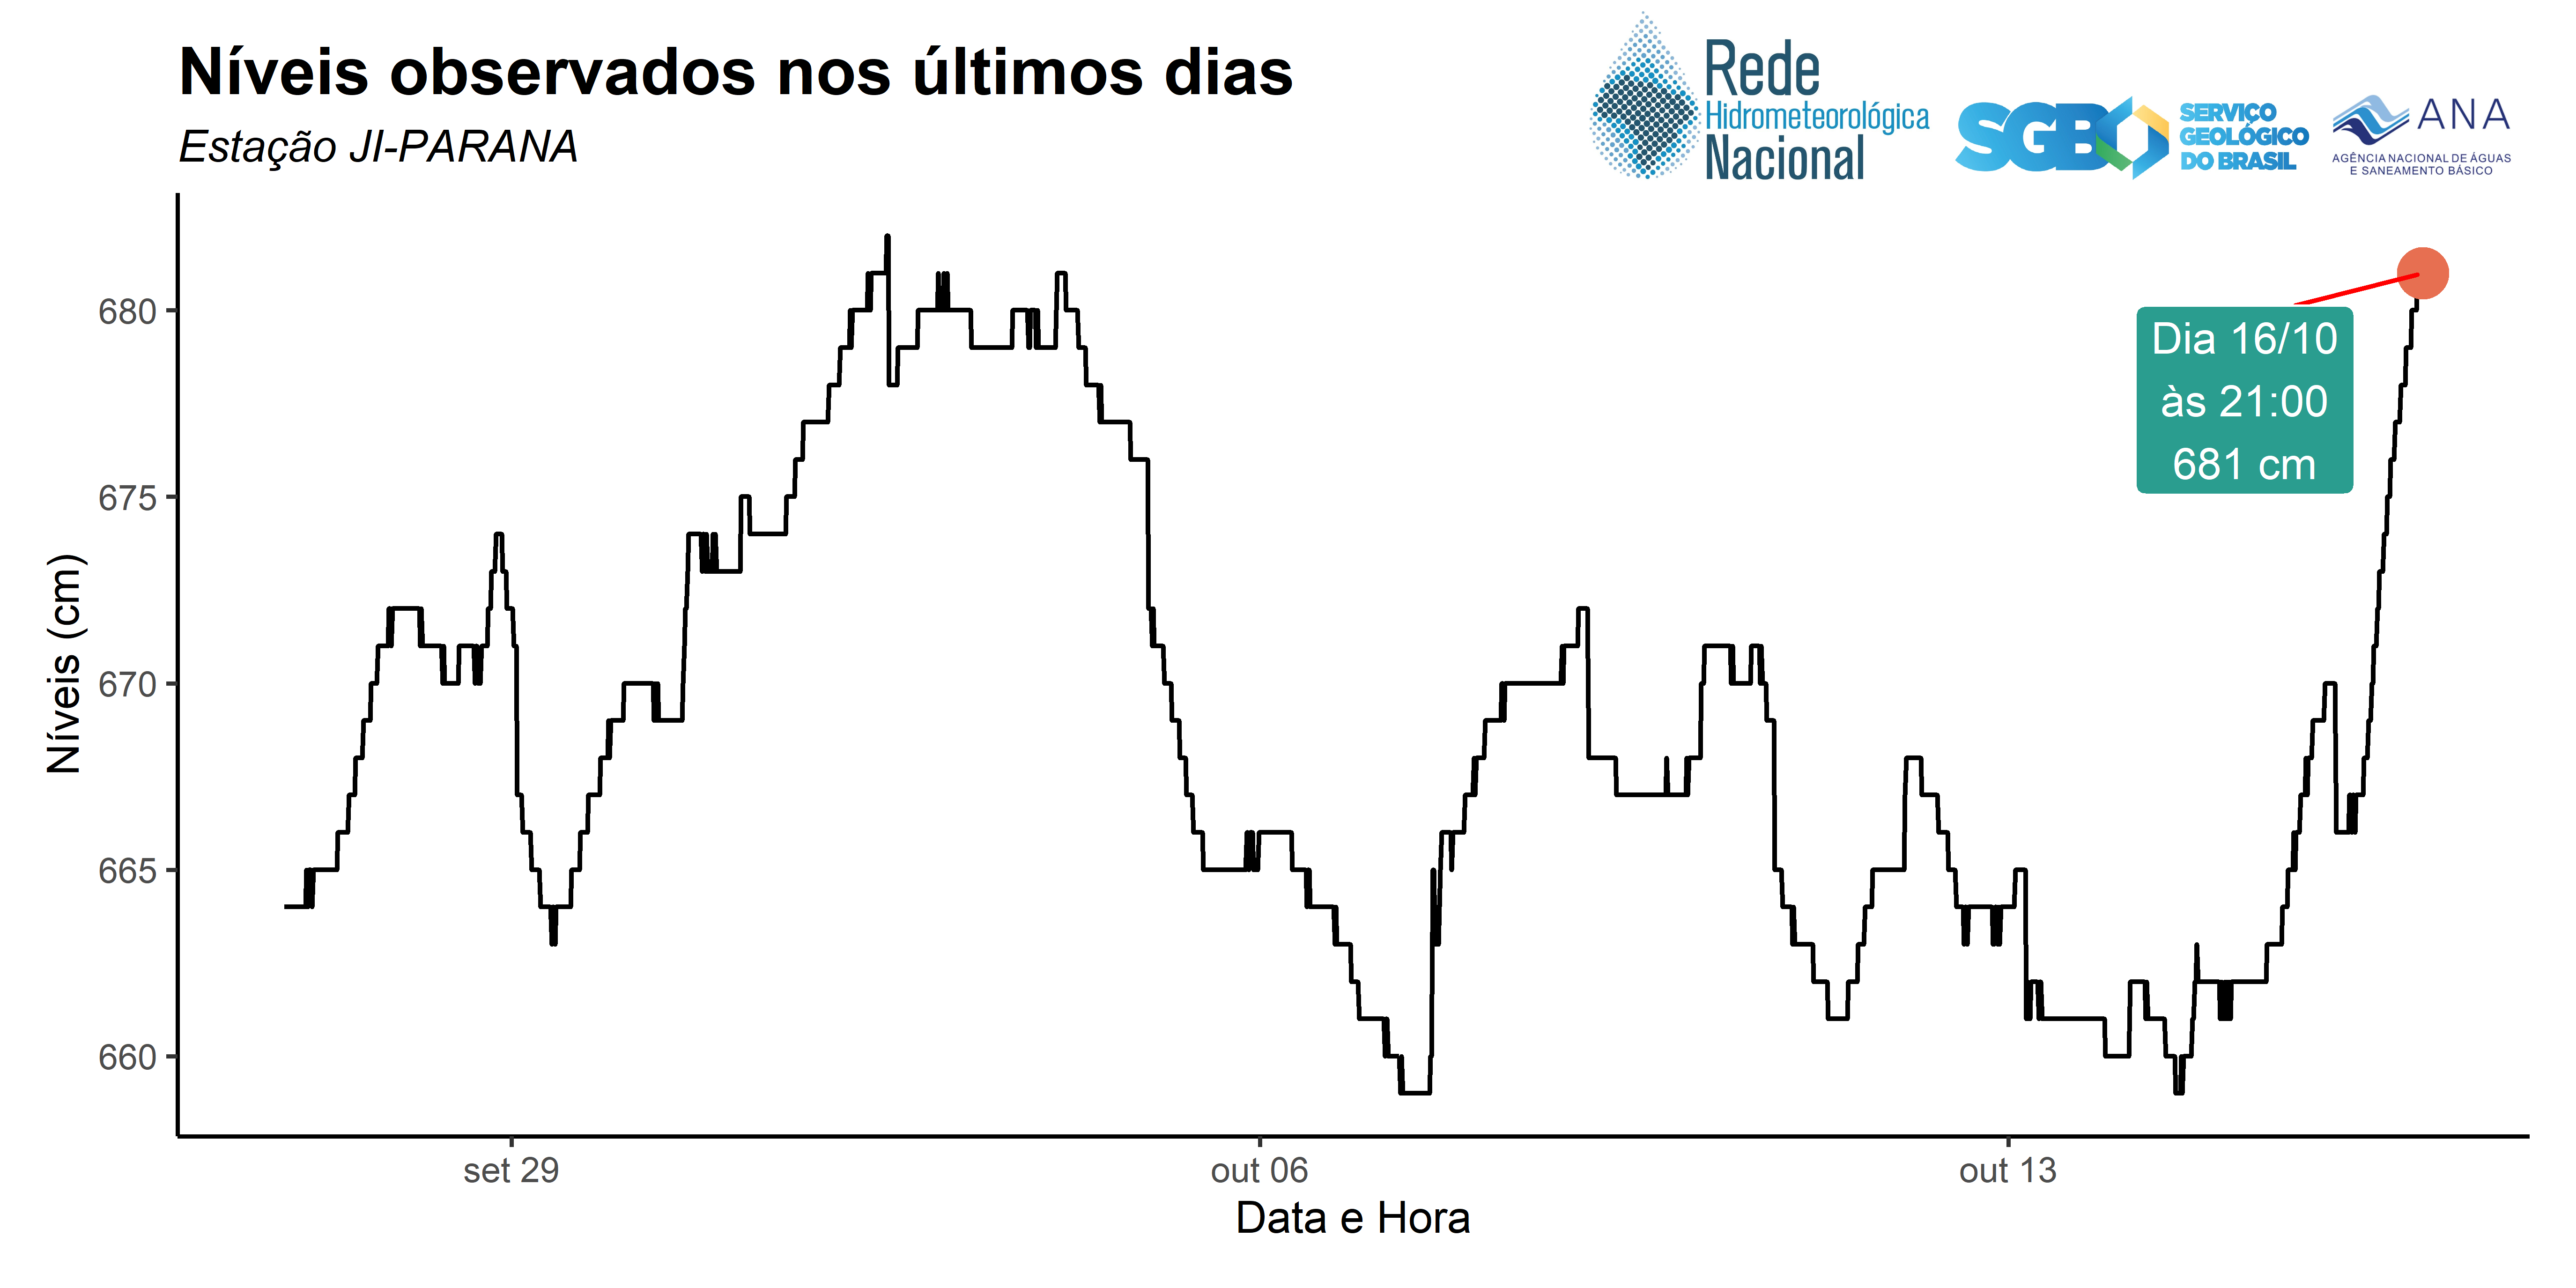 Níveis observados nos últimos dias
Estação JI-PARANA
Rede
Hidrometeorológica
Nacional
SGB
SERVIÇO
GEOLÓGICO
DO BRASIL
ANA
AGÊNCIA NACIONAL DE ÁGUAS
E SANEAMENTO BÁSICO
Níveis (cm)
680
675
670
665
660
Dia 16/10
às 21:00
681 cm
set 29
out 06
out 13
Data e Hora